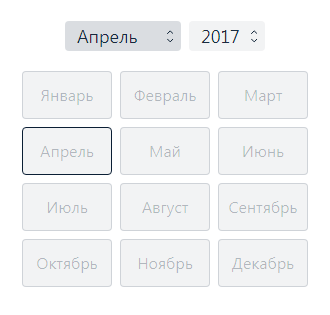 Апрель 2017
Январь Февраль Март
Апрель Май Июнь
Июль Август Сентябрь
Октябрь Ноябрь Декабрь